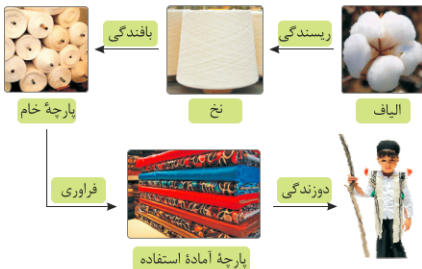 ریسندگی
بافندگی
الیاف
نخ
پارچهٔ خام
فراوری
دوزندگی
پارچهٔ آمادهٔ استفاده